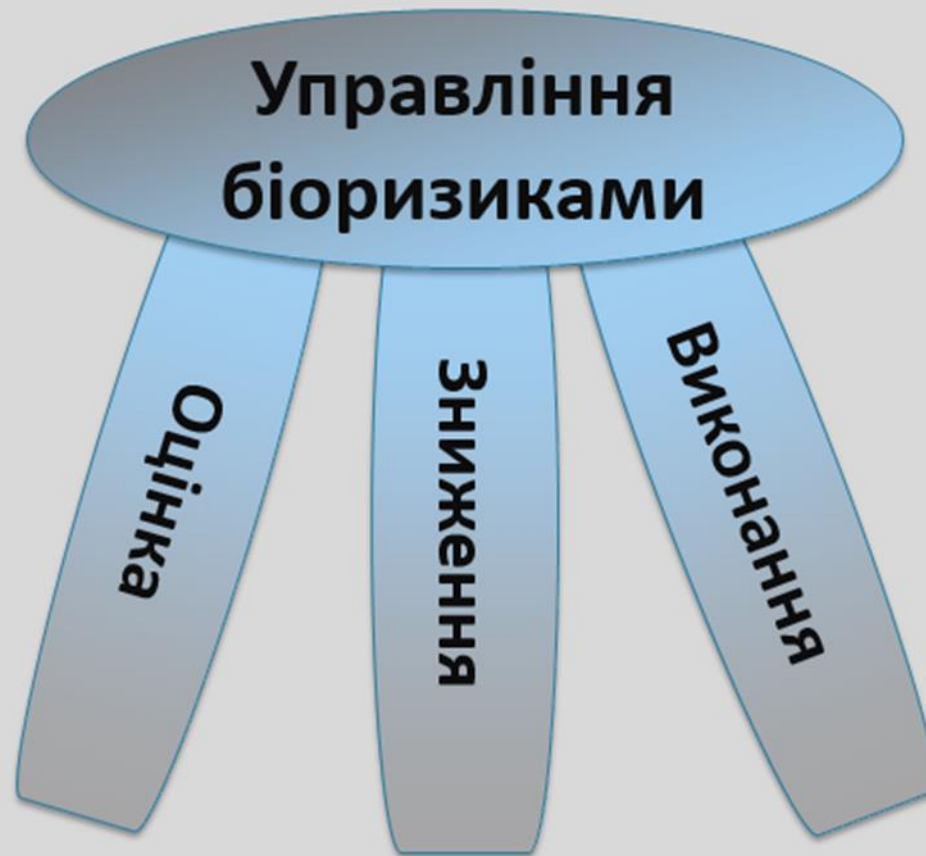 Управління
біоризиками
Оцінка
Зниження
Виконання